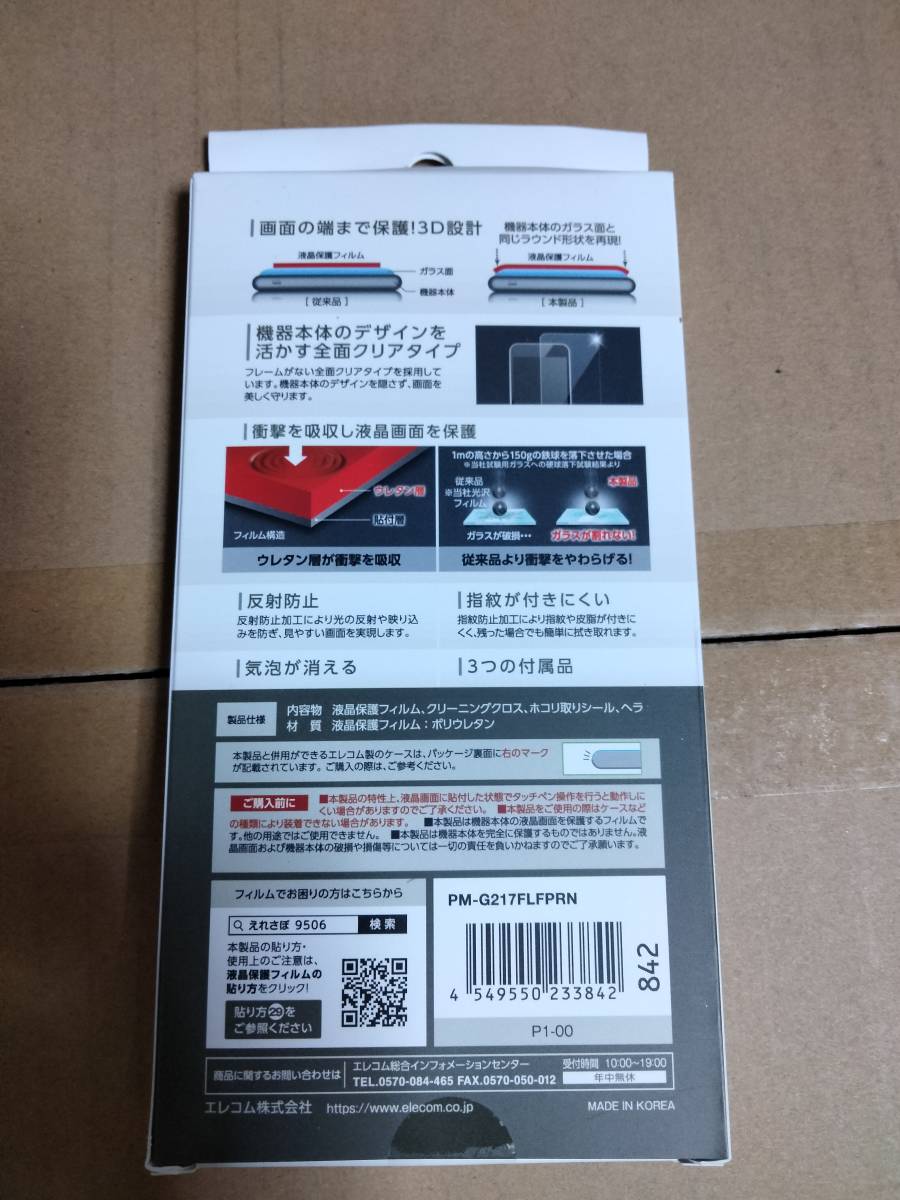 画面の端まで保護!3D設計
機器本体のガラス面と
同じラウンド形状を再現!
液晶保護フィルム
ガラス面
機器本体
[従来品]
液晶保護フィルム
[本製品]
機器本体のデザインを
活かす全面クリアタイプ
フレームがない全面クリアタイプを採用して
います。機器本体のデザインを隠さず、画面を
美しく守ります。
衝撃を吸収し液晶画面を保護
ウレタン層
貼付層
フィルム構造
ウレタン層が衝撃を吸収
1mの高さから150gの鉄球を落下させた場合
※当社試験用ガラスへの硬球落下試験結果より
従来品
※当社光沢
フィルム
本製品
ガラスが破損…
ガラスが割れない!
従来品より衝撃をやわらげる!
反射防止
反射防止加工により光の反射や映り込
みを防ぎ、見やすい画面を実現します。
指紋が付きにくい
指紋防止加工により指紋や皮脂が付きに
くく、残った場合でも簡単に拭き取れます。
気泡が消える
3つの付属品
製品仕様
内容物 液晶保護フィルム、クリーニングクロス、ホコリ取りシール、ヘラ
材 質 液晶保護フィルム:ポリウレタン
本製品と併用ができるエレコム製のケースは、パッケージ裏面に右のマーク
が記載されています。ご購入の際は、ご参考ください。
ご購入前に ■本製品の特性上、液晶画面に貼付した状態でタッチペン操作を行うと動作しに
くい場合がありますのでご了承ください。 ■本製品をご使用の際はケースなど
の種類により装着できない場合があります。 ■本製品は機器本体の液晶画面を保護するフィルムで
す。他の用途ではご使用できません。 ■本製品は機器本体を完全に保護するものではありません。液
晶画面および機器本体の破損や損傷等については一切の責任を負いかねますのでご了承願います。
フィルムでお困りの方はこちらから
えれさぽ 9506 検索
本製品の貼り方・
使用上のご注意は、
液晶保護フィルムの
貼り方をクリック!
貼り方㉙を
ご参照ください
PM-G217FLFPRN
4 549550 233842
842
P1-00
商品に関するお問い合わせは
エレコム総合インフォメーションセンター
TEL.0570-084-465 FAX.0570-050-012
受付時間 10:00~19:00
年中無休
エレコム株式会社 https://www.elecom.co.jp
MADE IN KOREA